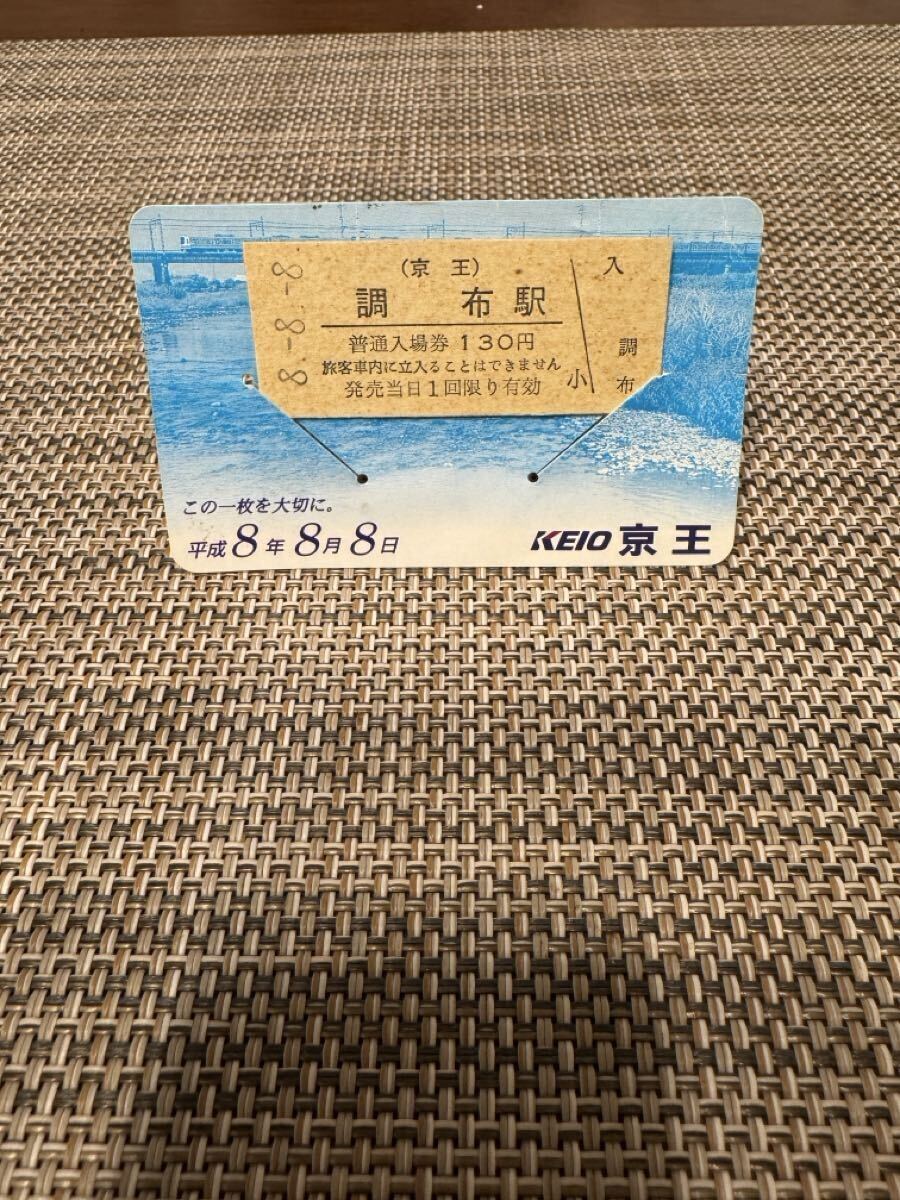 8-8-8
(京王)
調布駅
普通入場券 130円
旅客車内に立入ることはできません
発売当日1回限り有効
小
入
調布
この一枚を大切に。
平成8年8月8日
KEIO 京王